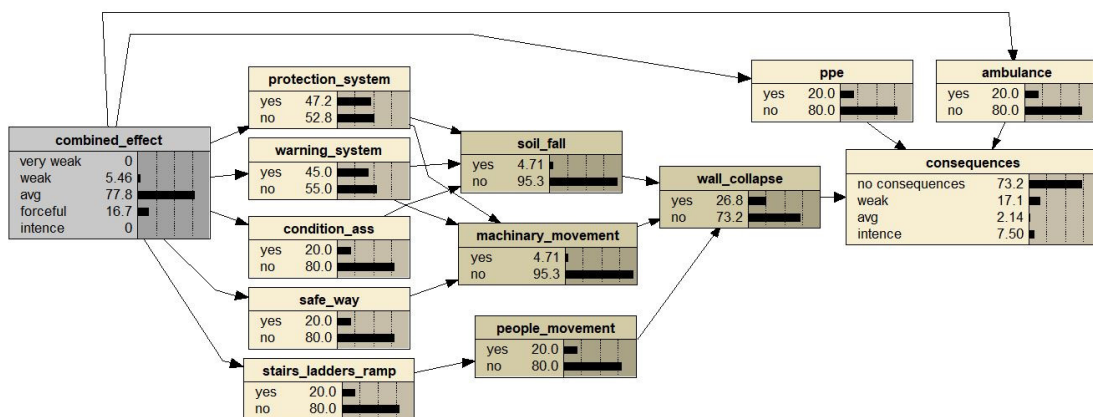 combined_effect
very weak 0
weak 5.46
avg 77.8
forceful 16.7
intence 0
protection_system
yes 47.2
no 52.8
warning_system
yes 45.0
no 55.0
condition_ass
yes 20.0
no 80.0
safe_way
yes 20.0
no 80.0
stairs_ladders_ramp
yes 20.0
no 80.0
soil_fall
yes 4.71
no 95.3
machinary_movement
yes 4.71
no 95.3
people_movement
yes 20.0
no 80.0
wall_collapse
yes 26.8
no 73.2
ppe
yes 20.0
no 80.0
ambulance
yes 20.0
no 80.0
consequences
no consequences 73.2
weak 17.1
avg 2.14
intence 7.50